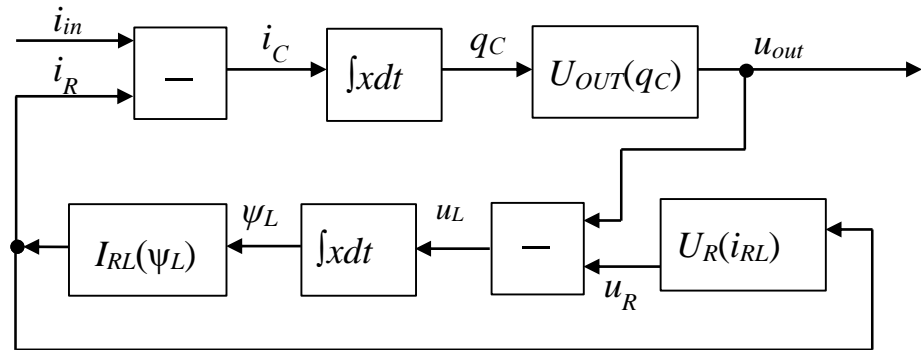 i_in
i_R
−
i_C
∫xdt
q_C
U_OUT(q_C)
u_out
I_RL(ψ_L)
ψ_L
∫xdt
u_L
−
u_R
U_R(i_RL)